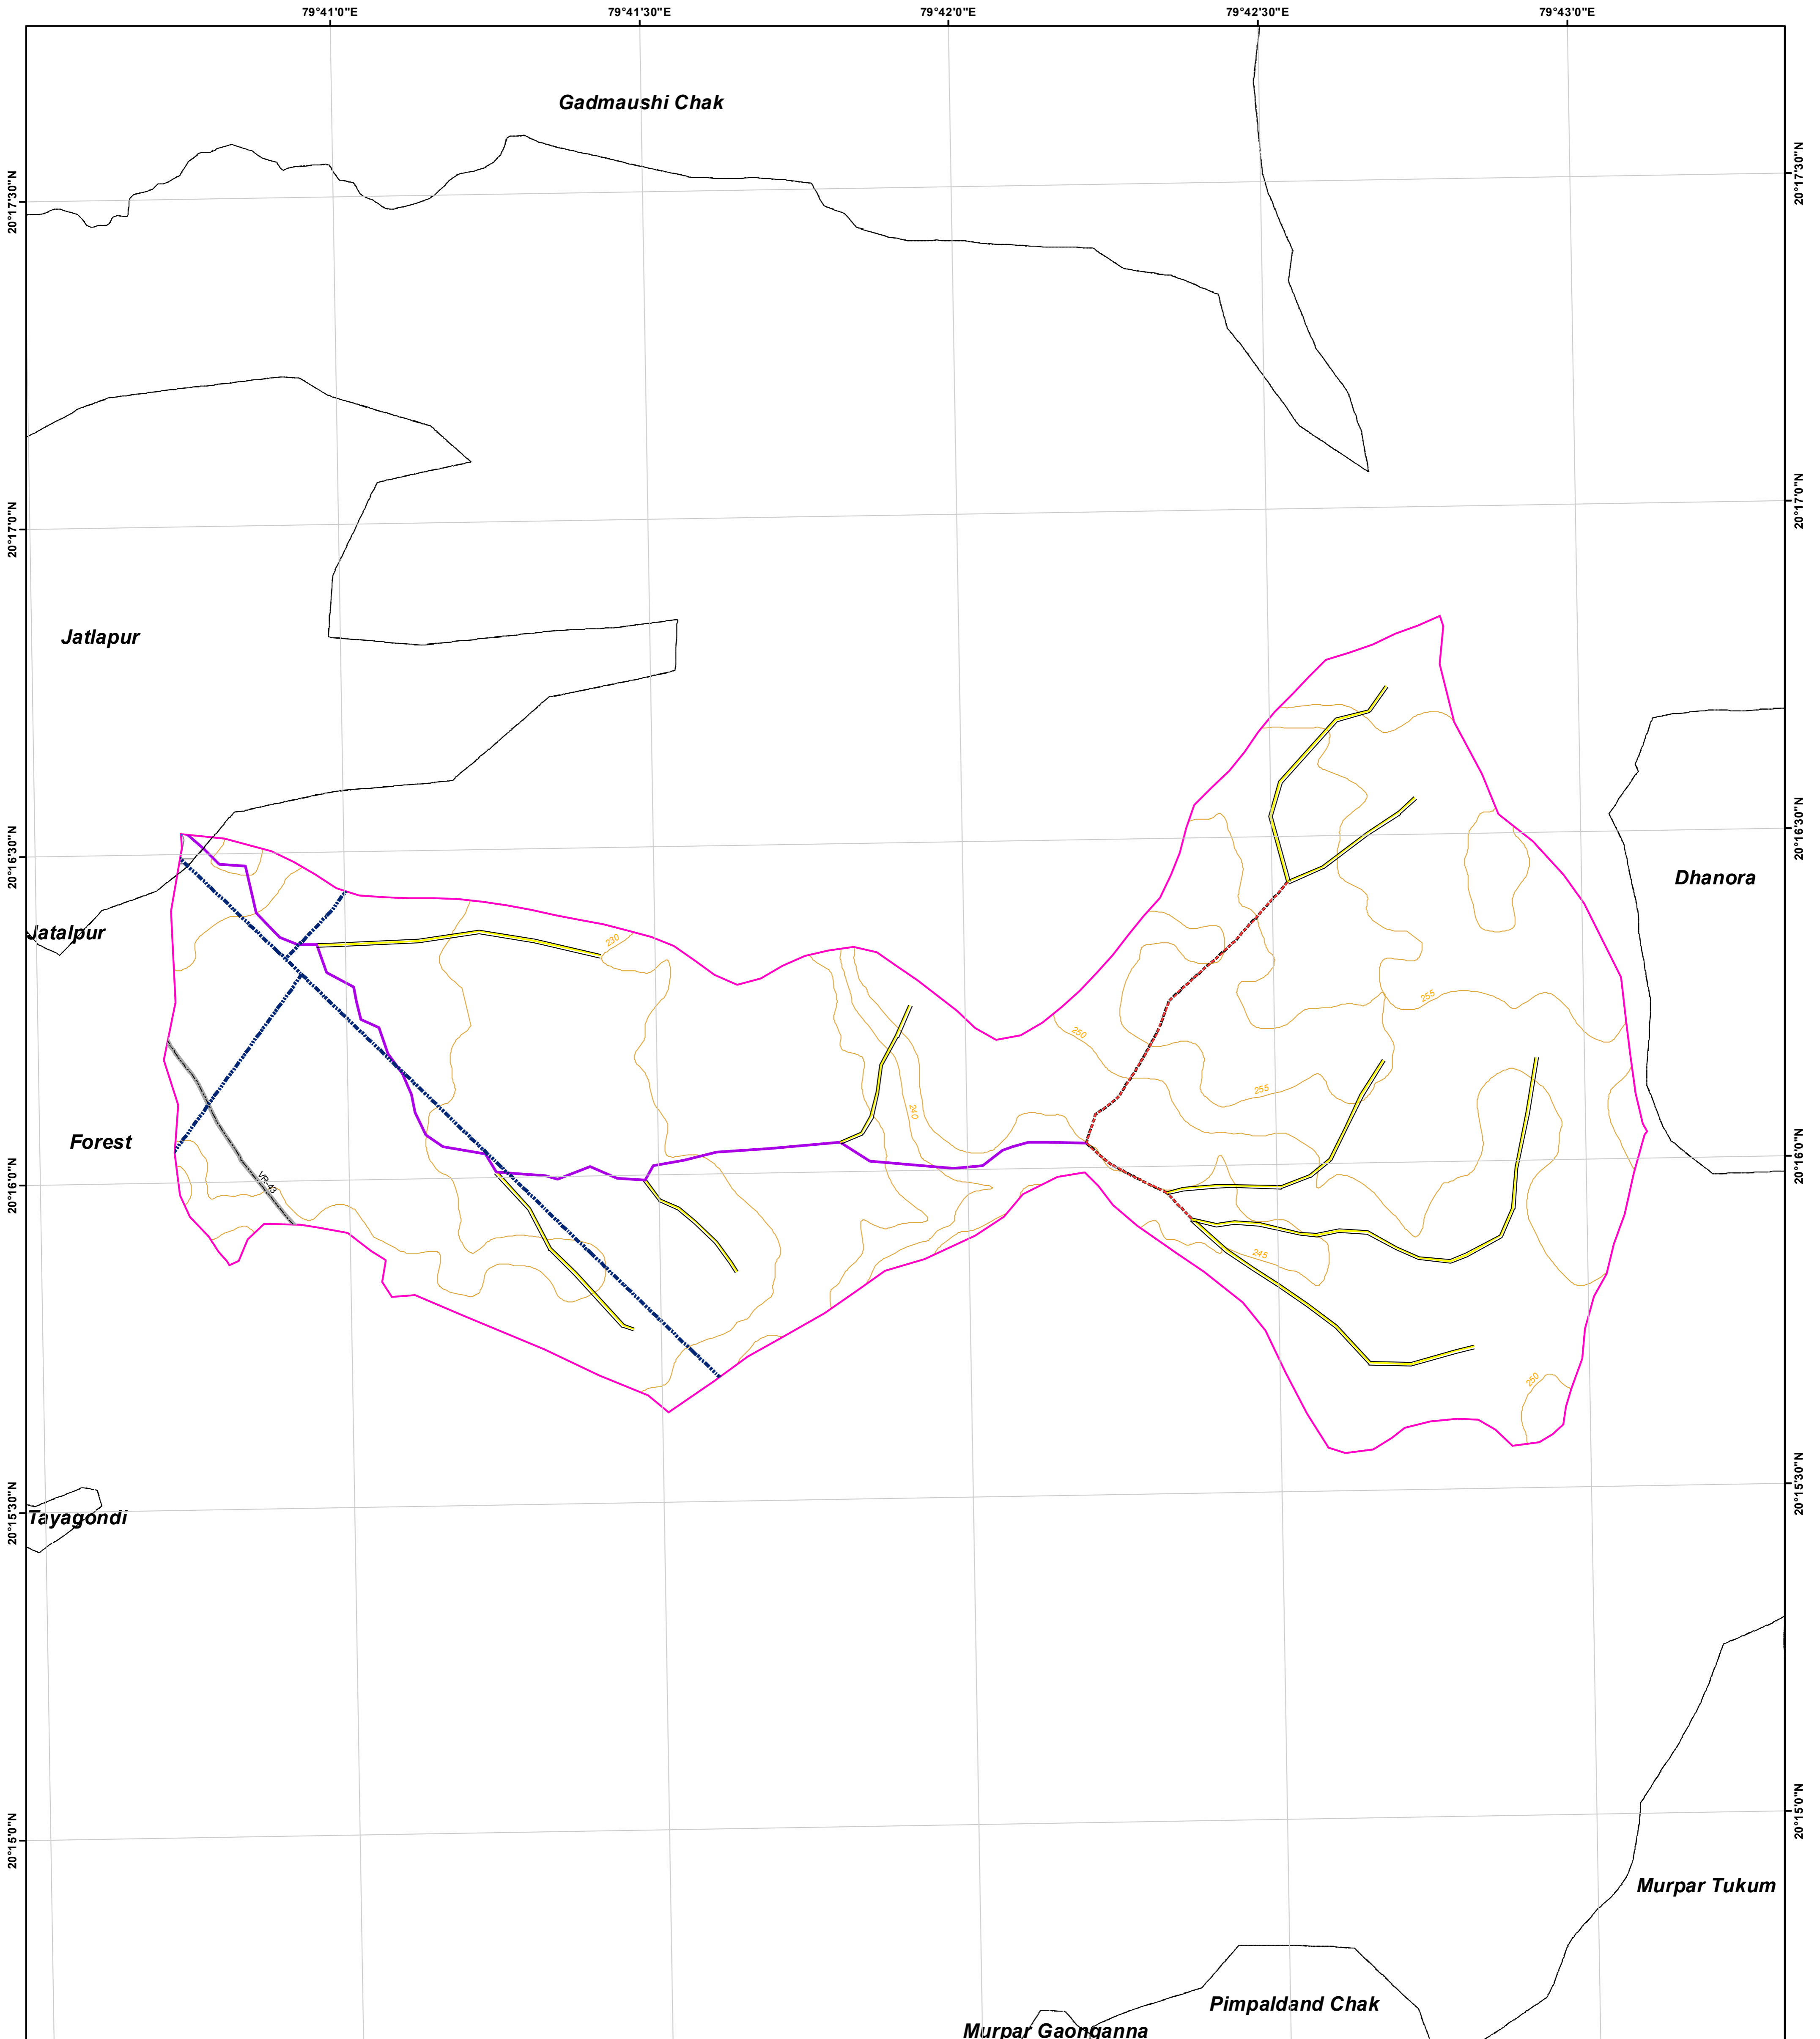 79°41'0"E
79°41'30"E
79°42'0"E
79°42'30"E
79°43'0"E
Gadmaushi Chak
20°17'30"N
20°17'30"N
20°17'0"N
20°17'0"N
Jatlapur
20°16'30"N
20°16'30"N
Dhanora
Jatalpur
230
255
250
255
240
Forest
20°16'0"N
20°16'0"N
VR-43
245
250
20°15'30"N
20°15'30"N
Tayagondi
20°15'0"N
20°15'0"N
Murpar Tukum
Pimpaldand Chak
Murpar Gaonganna